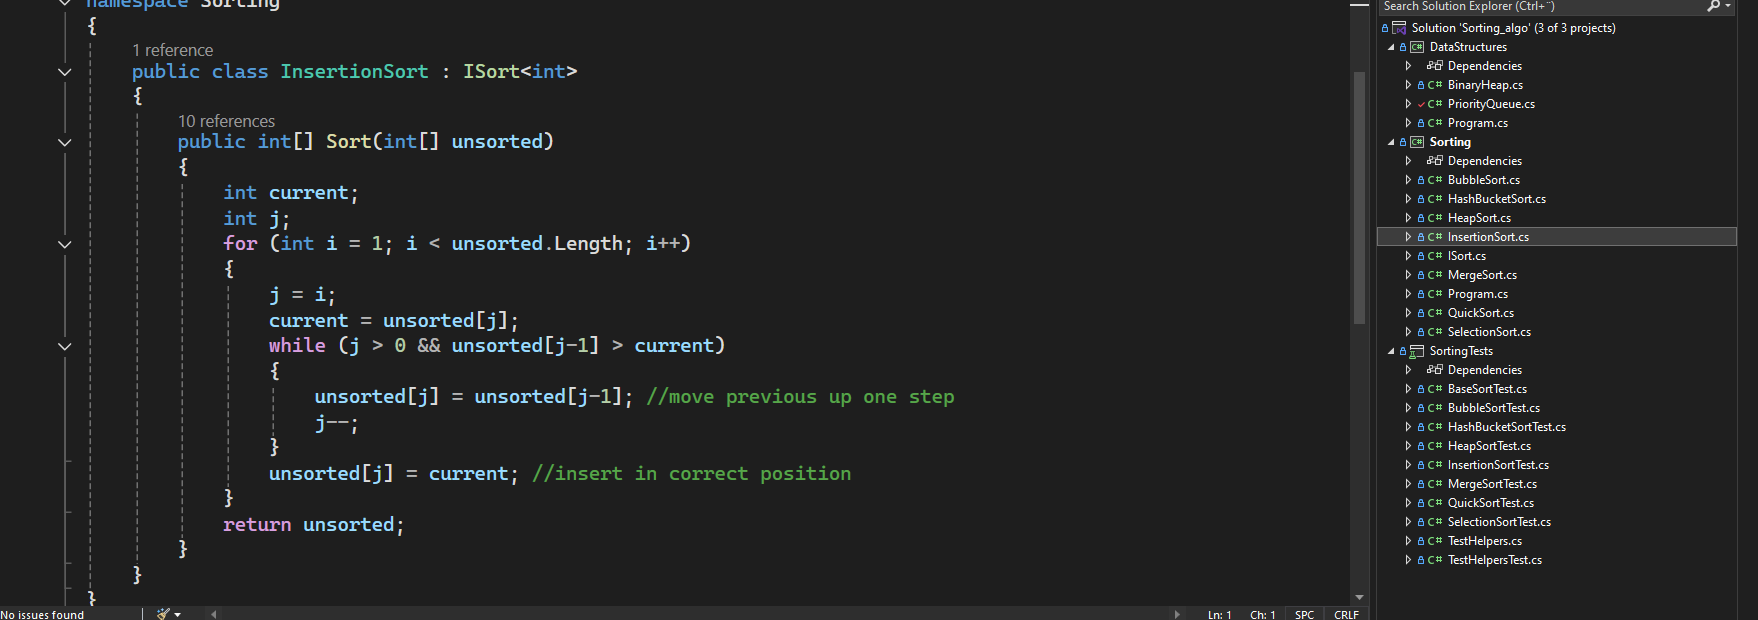 namespace Sorting
{
1 reference
public class InsertionSort : ISort<int>
{
10 references
public int[] Sort(int[] unsorted)
{
int current;
int j;
for (int i = 1; i < unsorted.Length; i++)
{
j = i;
current = unsorted[j];
while (j > 0 && unsorted[j-1] > current)
{
unsorted[j] = unsorted[j-1]; //move previous up one step
j--;
}
unsorted[j] = current; //insert in correct position
}
return unsorted;
}
}
}
No issues found
Ln: 1 Ch: 1 SPC CRLF
Search Solution Explorer (Ctrl+¨)
Solution 'Sorting_algo' (3 of 3 projects)
C# DataStructures
Dependencies
C# BinaryHeap.cs
C# PriorityQueue.cs
C# Program.cs
C# Sorting
Dependencies
C# BubbleSort.cs
C# HashBucketSort.cs
C# HeapSort.cs
C# InsertionSort.cs
C# ISort.cs
C# MergeSort.cs
C# Program.cs
C# QuickSort.cs
C# SelectionSort.cs
SortingTests
Dependencies
C# BaseSortTest.cs
C# BubbleSortTest.cs
C# HashBucketSortTest.cs
C# HeapSortTest.cs
C# InsertionSortTest.cs
C# MergeSortTest.cs
C# QuickSortTest.cs
C# SelectionSortTest.cs
C# TestHelpers.cs
C# TestHelpersTest.cs